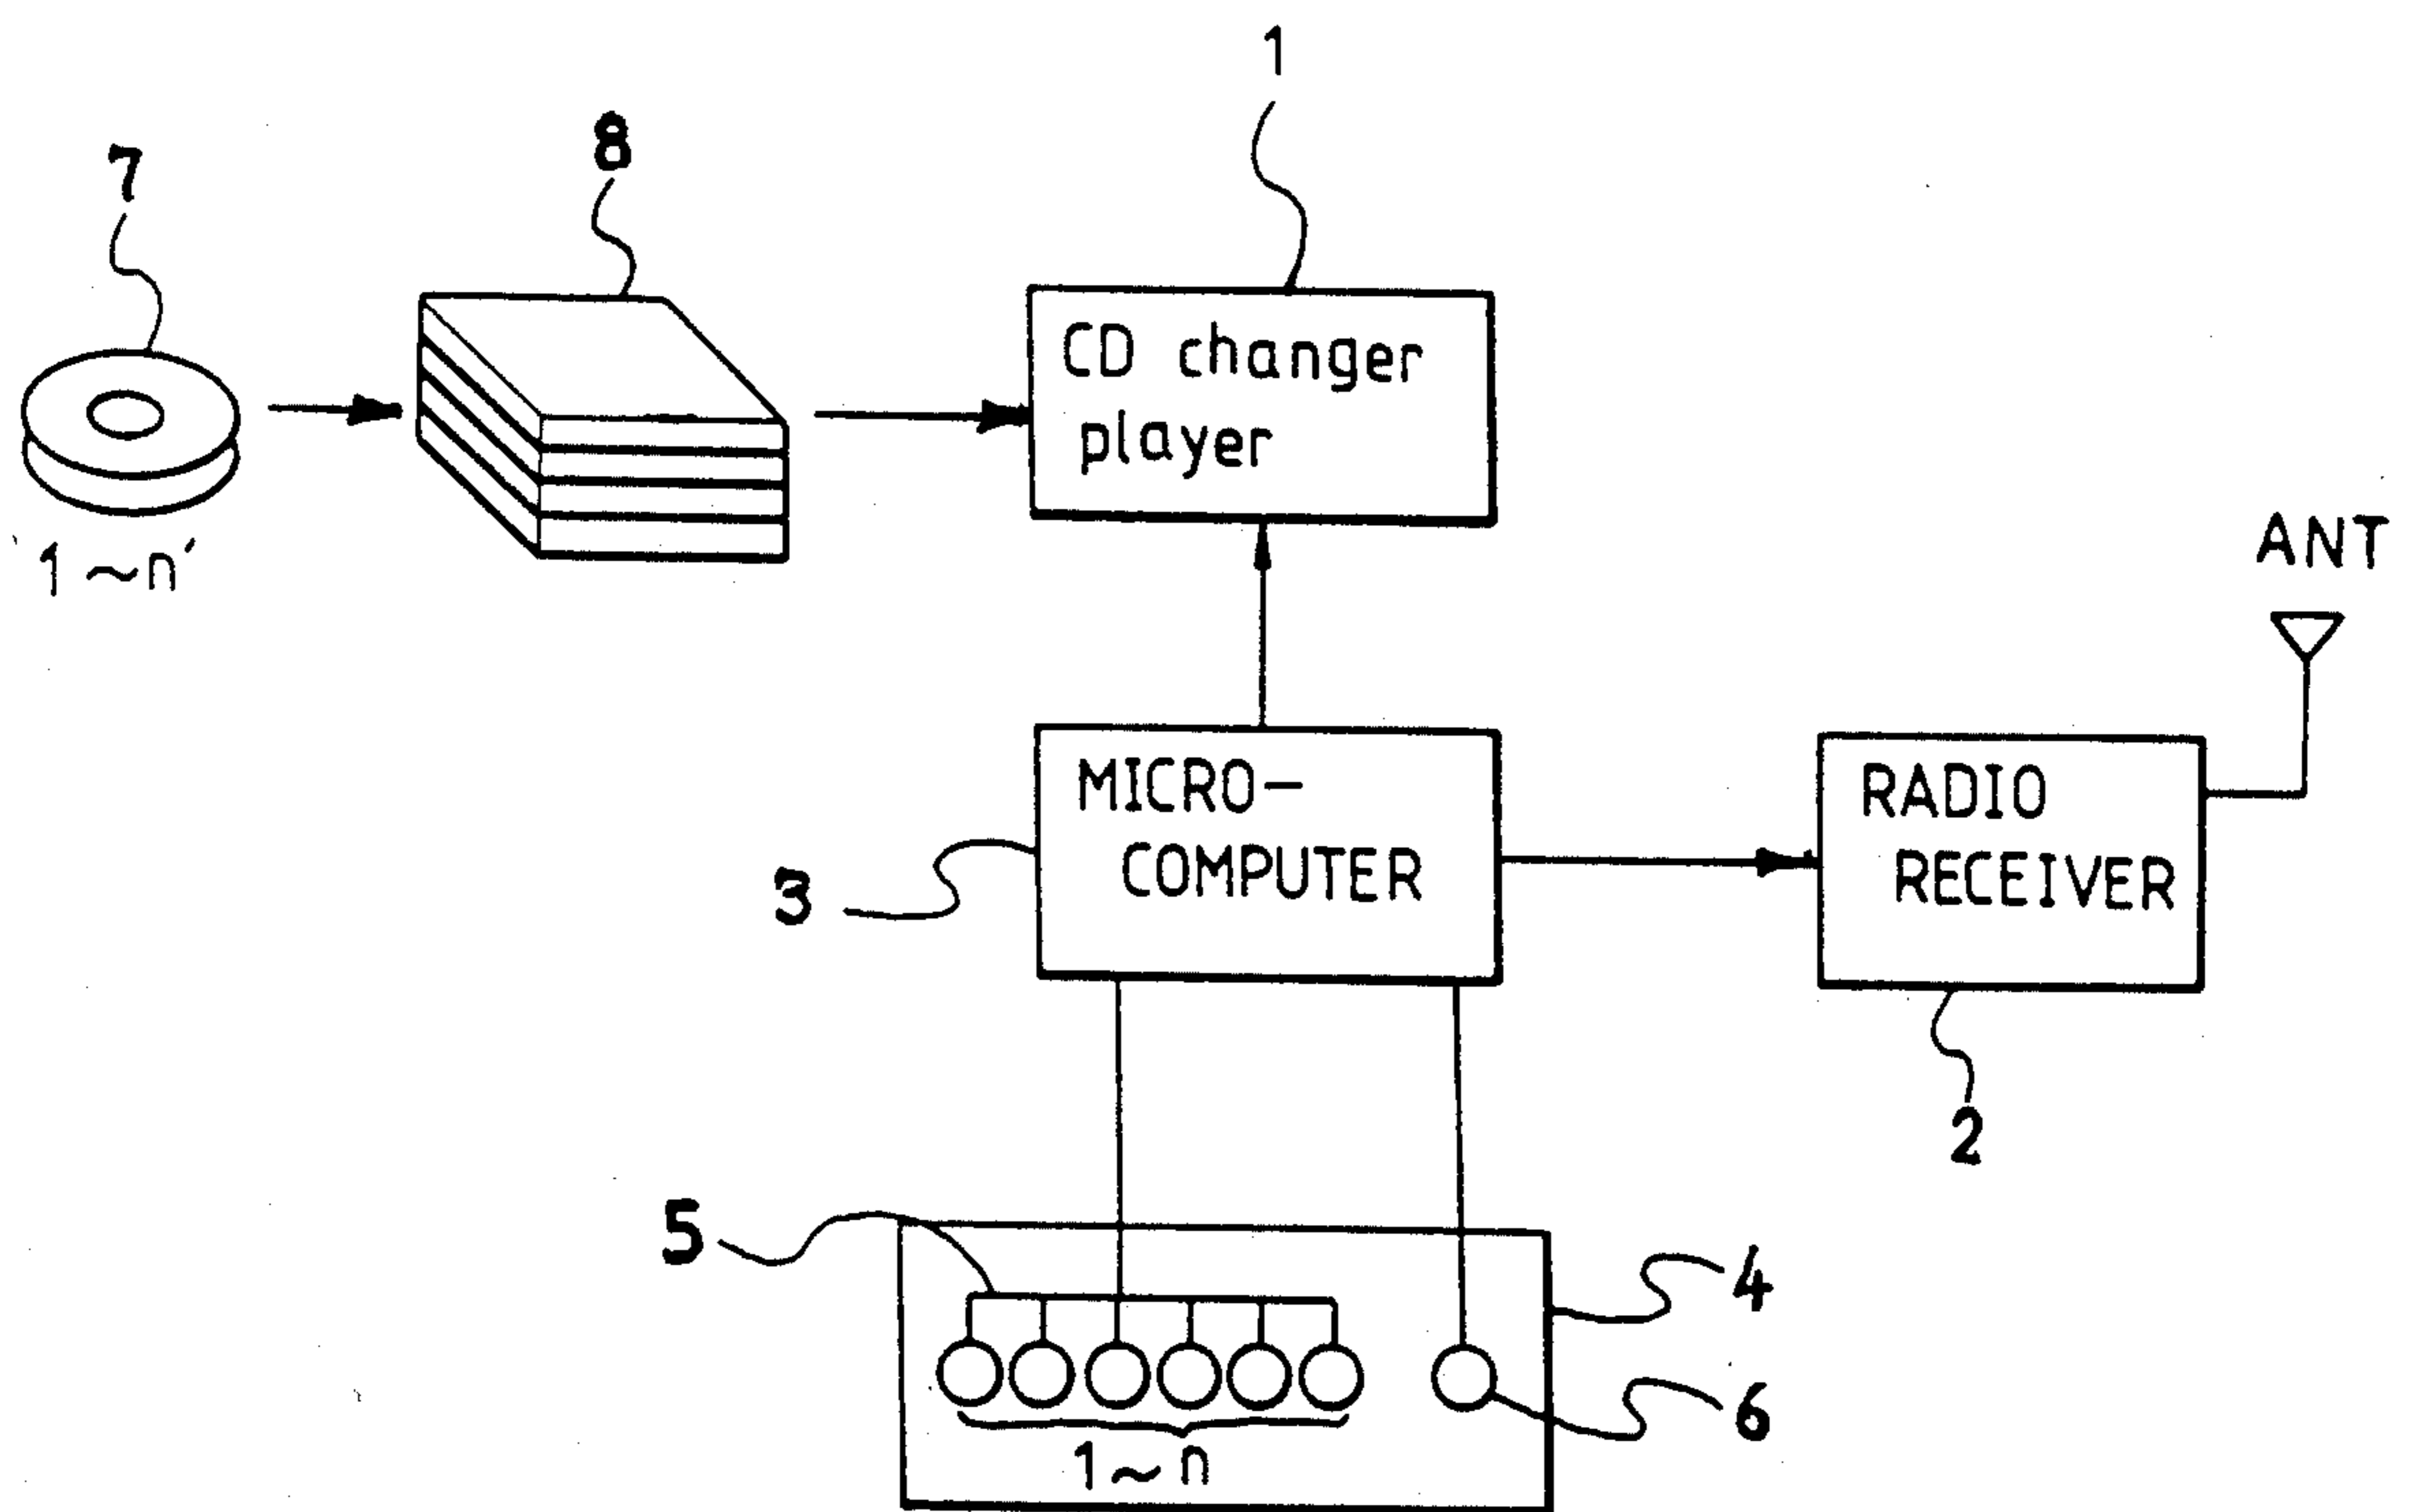 1
7
8
CD changer
player
1~n'
ANT
MICRO-
COMPUTER
RADIO
RECEIVER
3
2
5
4
6
1~n